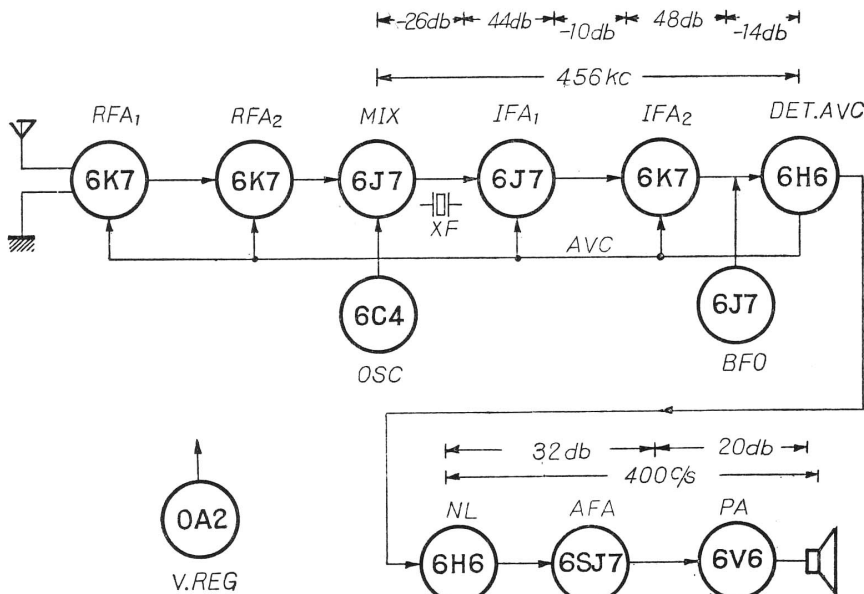 -26db 44db -10db 48db -14db
456kc
RFA₁ RFA₂ MIX IFA₁ IFA₂ DET.AVC
6K7 6K7 6J7 6J7 6K7 6H6
XF
AVC
6C4 6J7
OSC BFO
32db 20db
400c/s
NL AFA PA
0A2
6H6 6SJ7 6V6
V.REG